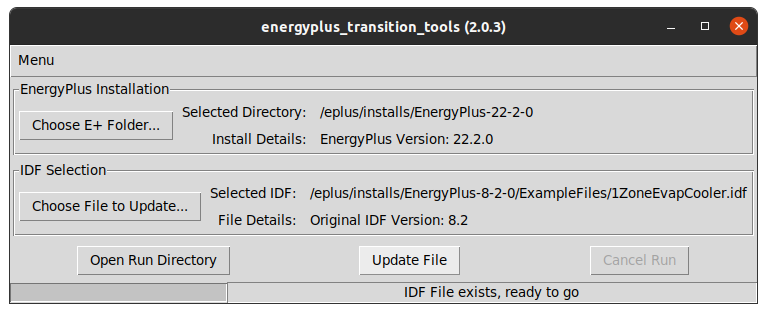 energyplus_transition_tools (2.0.3)
Menu
EnergyPlus Installation
Choose E+ Folder...
Selected Directory: /eplus/installs/EnergyPlus-22-2-0
Install Details: EnergyPlus Version: 22.2.0
IDF Selection
Choose File to Update...
Selected IDF: /eplus/installs/EnergyPlus-8-2-0/ExampleFiles/1ZoneEvapCooler.idf
File Details: Original IDF Version: 8.2
Open Run Directory
Update File
Cancel Run
IDF File exists, ready to go